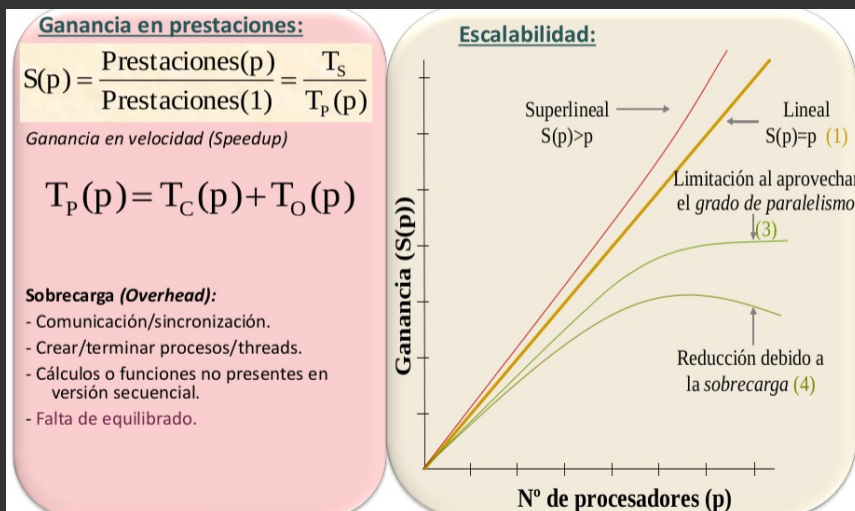 Ganancia en prestaciones:
S(p) = Prestaciones(p) / Prestaciones(1) = T_S / T_P(p)
Ganancia en velocidad (Speedup)
T_P(p) = T_C(p) + T_O(p)
Sobrecarga (Overhead):
- Comunicación/sincronización.
- Crear/terminar procesos/threads.
- Cálculos o funciones no presentes en
versión secuencial.
- Falta de equilibrado.
Escalabilidad:
Superlineal
S(p)>p
Lineal
S(p)=p (1)
Limitación al aprovechar
el grado de paralelismo
(3)
Reducción debido a
la sobrecarga (4)
Ganancia (S(p))
Nº de procesadores (p)